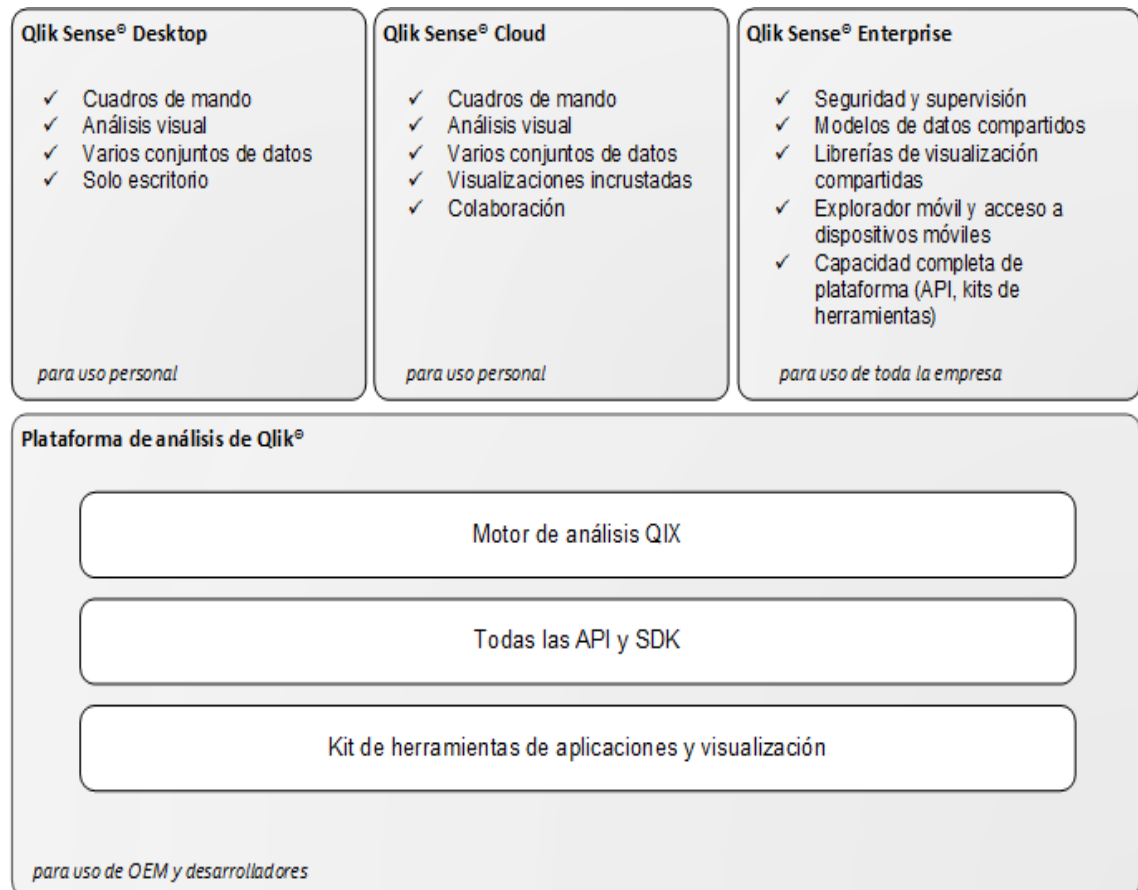 Qlik Sense® Desktop
✓ Cuadros de mando
✓ Análisis visual
✓ Varios conjuntos de datos
✓ Solo escritorio
para uso personal
Qlik Sense® Cloud
✓ Cuadros de mando
✓ Análisis visual
✓ Varios conjuntos de datos
✓ Visualizaciones incrustadas
✓ Colaboración
para uso personal
Qlik Sense® Enterprise
✓ Seguridad y supervisión
✓ Modelos de datos compartidos
✓ Librerías de visualización
compartidas
✓ Explorador móvil y acceso a
dispositivos móviles
✓ Capacidad completa de
plataforma (API, kits de
herramientas)
para uso de toda la empresa
Plataforma de análisis de Qlik®
Motor de análisis QIX
Todas las API y SDK
Kit de herramientas de aplicaciones y visualización
para uso de OEM y desarrolladores